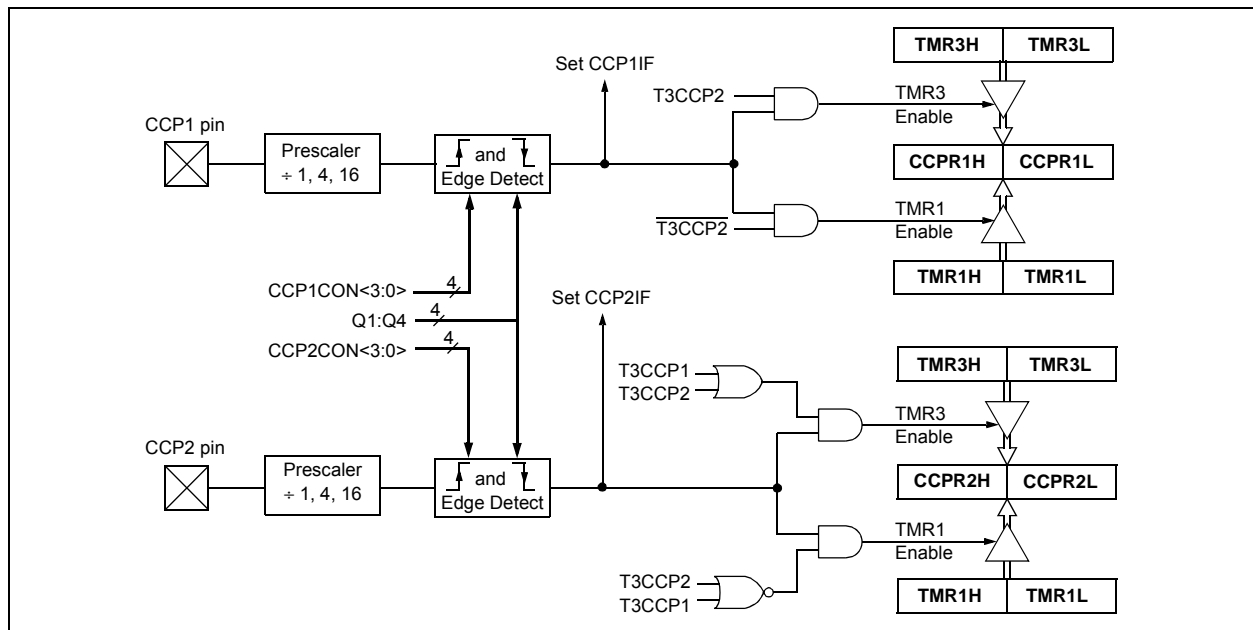 TMR3H TMR3L
Set CCP1IF
T3CCP2
TMR3
Enable
CCP1 pin
Prescaler
÷ 1, 4, 16
and
Edge Detect
CCPR1H CCPR1L
T3CCP2
TMR1
Enable
TMR1H TMR1L
CCP1CON<3:0> 4
Q1:Q4 4
CCP2CON<3:0> 4
Set CCP2IF
TMR3H TMR3L
T3CCP1
T3CCP2
TMR3
Enable
CCP2 pin
Prescaler
÷ 1, 4, 16
and
Edge Detect
CCPR2H CCPR2L
TMR1
Enable
T3CCP2
T3CCP1
TMR1H TMR1L